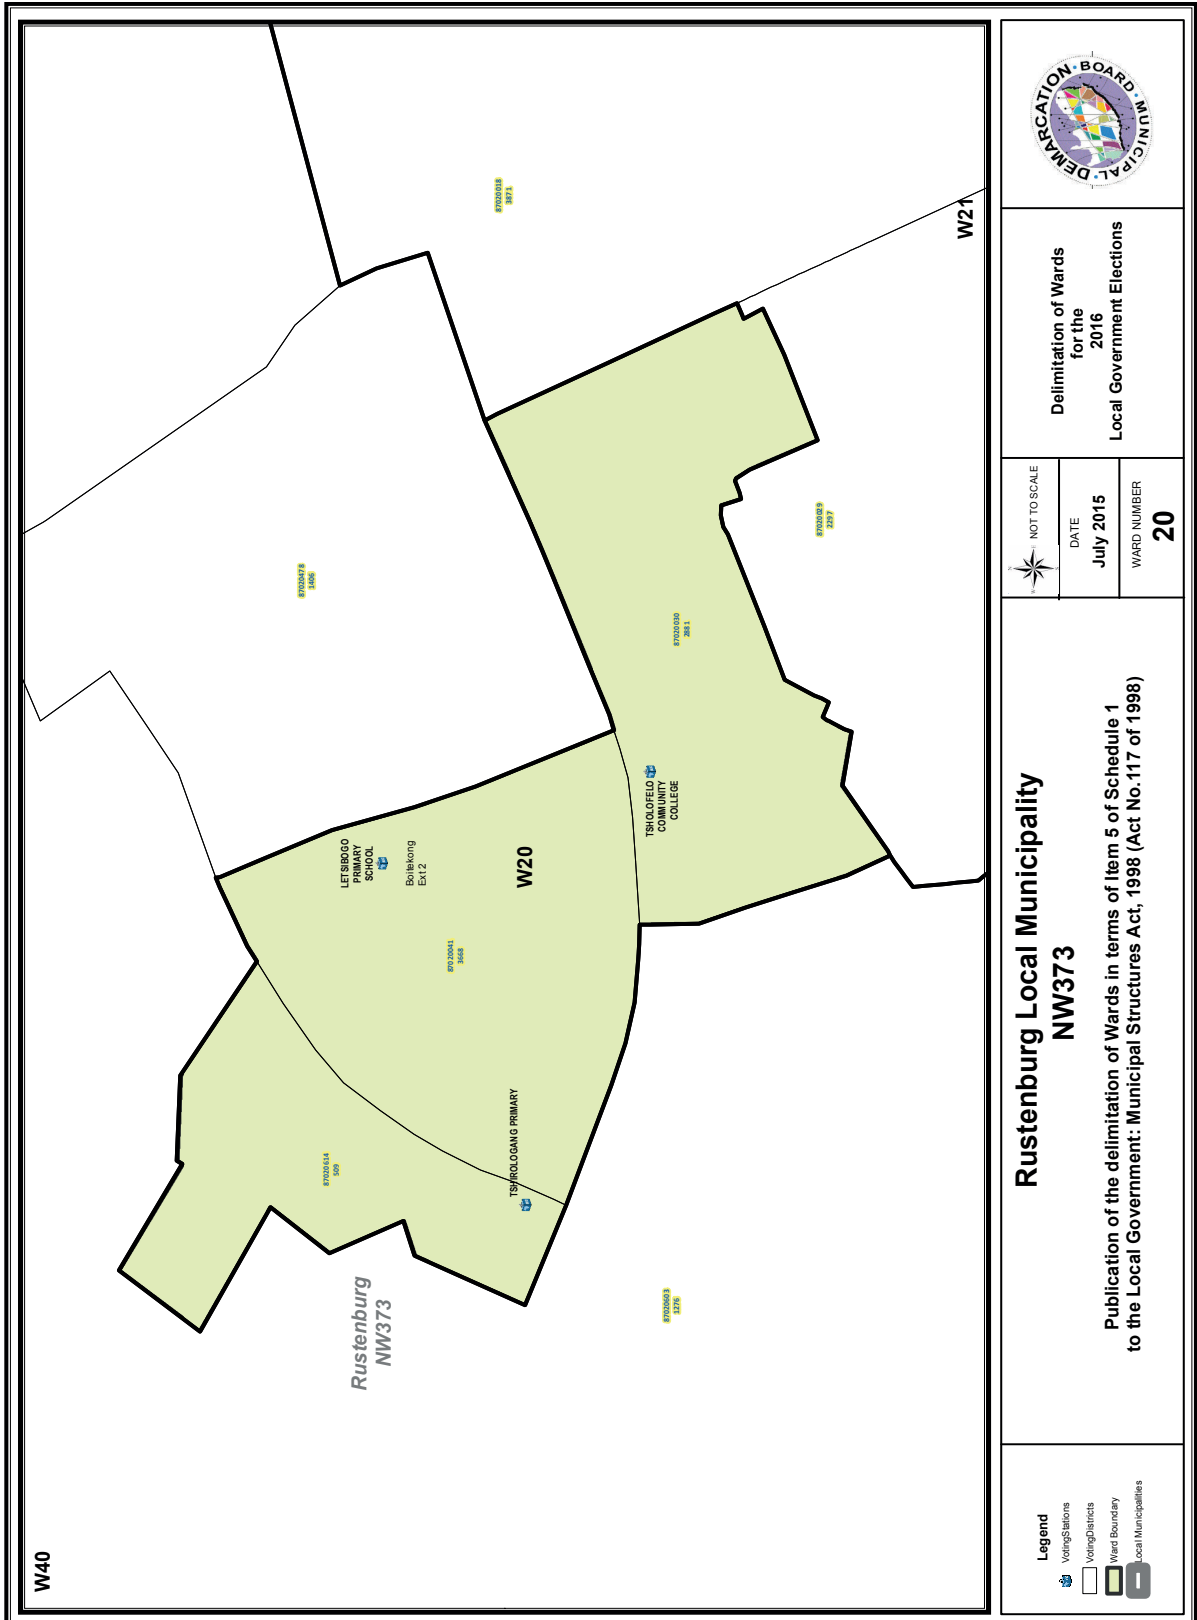 W40
Rustenburg
NW373
87020614
509
TSHIROLOGANG PRIMARY
87020603
1276
87020041
3668
LETSIBOGO
PRIMARY
SCHOOL
Boitekong
Ext 2
W20
TSHOLOFELO
COMMUNITY
COLLEGE
87020478
1406
87020030
2881
87020029
2297
87020018
3871
W21
Legend
VotingStations
VotingDistricts
Ward Boundary
Local Municipalities
Rustenburg Local Municipality
NW373
Publication of the delimitation of Wards in terms of Item 5 of Schedule 1
to the Local Government: Municipal Structures Act, 1998 (Act No.117 of 1998)
NOT TO SCALE
DATE
July 2015
WARD NUMBER
20
Delimitation of Wards
for the
2016
Local Government Elections
MUNICIPAL • DEMARCATION • BOARD •